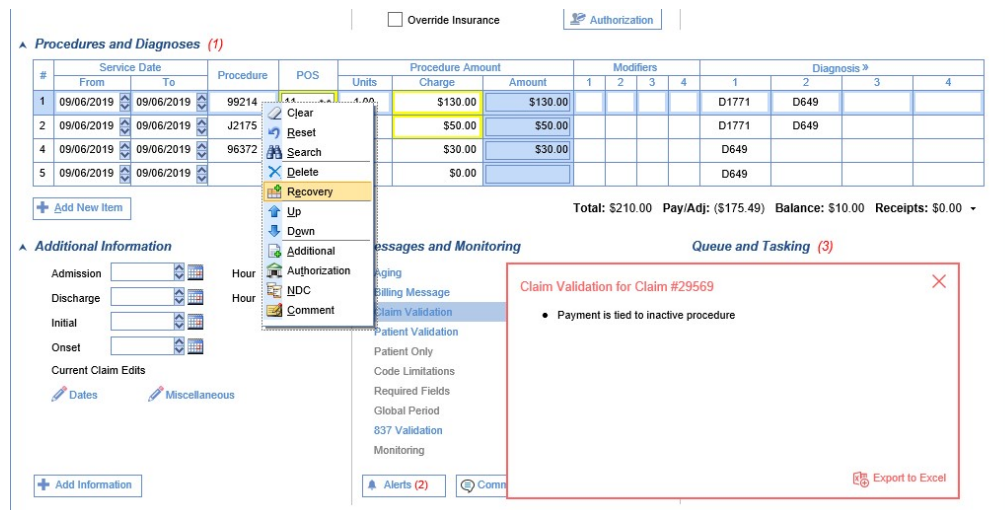 Override Insurance
Authorization
Procedures and Diagnoses (1)
# Service Date Procedure POS Procedure Amount Modifiers Diagnosis »
From To Units Charge Amount 1 2 3 4 1 2 3 4
1 09/06/2019 09/06/2019 99214 11 1.00 $130.00 $130.00 D1771 D649
2 09/06/2019 09/06/2019 J2175 $50.00 $50.00 D1771 D649
4 09/06/2019 09/06/2019 96372 $30.00 $30.00 D649
5 09/06/2019 09/06/2019 $0.00 D649
Clear
Reset
Search
Delete
Recovery
Up
Down
Additional
Authorization
NDC
Comment
Add New Item
Total: $210.00 Pay/Adj: ($175.49) Balance: $10.00 Receipts: $0.00
Additional Information
Admission Hour
Discharge Hour
Initial
Onset
Current Claim Edits
Dates Miscellaneous
Add Information
essages and Monitoring
Aging
Billing Message
Claim Validation
Patient Validation
Patient Only
Code Limitations
Required Fields
Global Period
837 Validation
Monitoring
Alerts (2) Comm
Queue and Tasking (3)
Claim Validation for Claim #29569
• Payment is tied to inactive procedure
Export to Excel